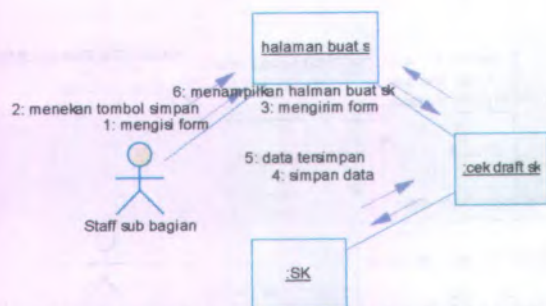 halaman buat s
6: menampilkan halman buat sk
2: menekan tombol simpan
3: mengirim form
1: mengisi form
5: data tersimpan
4: simpan data
:cek draft sk
Staff sub bagian
:SK